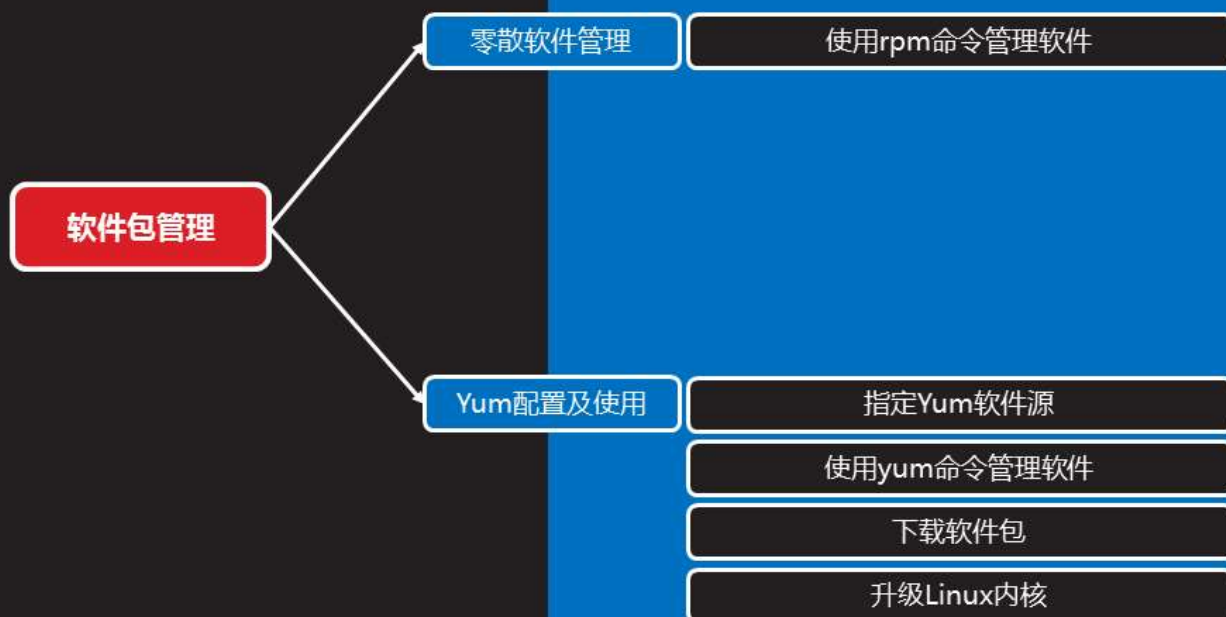 零散软件管理
使用rpm命令管理软件
软件包管理
Yum配置及使用
指定Yum软件源
使用yum命令管理软件
下载软件包
升级Linux内核